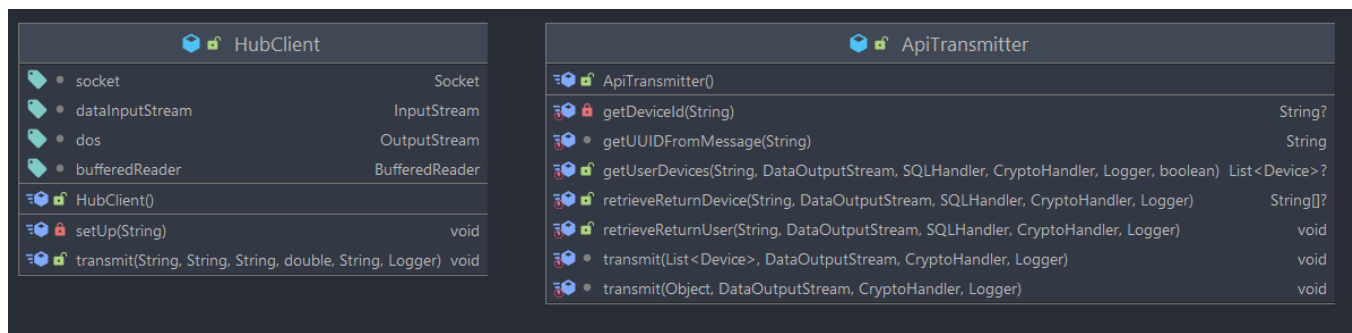 HubClient
socket Socket
dataInputStream InputStream
dos OutputStream
bufferedReader BufferedReader
HubClient()
setUp(String) void
transmit(String, String, String, double, String, Logger) void
ApiTransmitter
ApiTransmitter()
getDeviceId(String) String?
getUUIDFromMessage(String) String
getUserDevices(String, DataOutputStream, SQLHandler, CryptoHandler, Logger, boolean) List<Device>?
retrieveReturnDevice(String, DataOutputStream, SQLHandler, CryptoHandler, Logger) String[]?
retrieveReturnUser(String, DataOutputStream, SQLHandler, CryptoHandler, Logger) void
transmit(List<Device>, DataOutputStream, CryptoHandler, Logger) void
transmit(Object, DataOutputStream, CryptoHandler, Logger) void